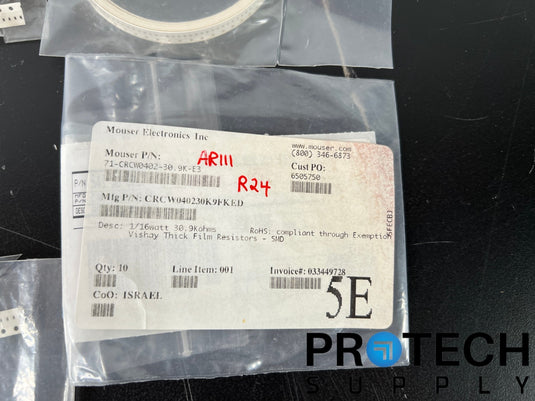 Mouser Electronics Inc
www.mouser.com
(800) 346-6873
Mouser P/N:
71-CRCW0402-30.9K-E3
AR111
R24
Cust PO:
6505750
Mfg P/N: CRCW040230K9FKED
Desc: 1/16watt 30.9Kohms
Vishay Thick Film Resistors - SMD
RoHS: compliant through Exemption
Qty: 10
Line Item: 001
Invoice#: 033449728
CoO: ISRAEL
5E
PROTECH
SUPPLY